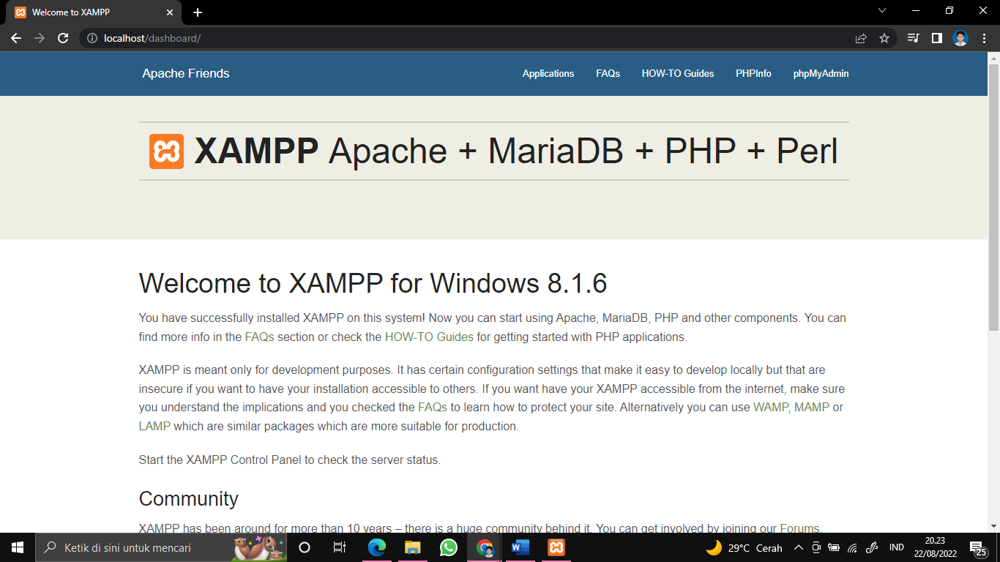 Welcome to XAMPP
localhost/dashboard/
Apache Friends
Applications
FAQs
HOW-TO Guides
PHPInfo
phpMyAdmin
XAMPP Apache + MariaDB + PHP + Perl
Welcome to XAMPP for Windows 8.1.6
You have successfully installed XAMPP on this system! Now you can start using Apache, MariaDB, PHP and other components. You can
find more info in the FAQs section or check the HOW-TO Guides for getting started with PHP applications.
XAMPP is meant only for development purposes. It has certain configuration settings that make it easy to develop locally but that are
insecure if you want to have your installation accessible to others. If you want have your XAMPP accessible from the internet, make sure
you understand the implications and you checked the FAQs to learn how to protect your site. Alternatively you can use WAMP, MAMP or
LAMP which are similar packages which are more suitable for production.
Start the XAMPP Control Panel to check the server status.
Community
XAMPP has been around for more than 10 years – there is a huge community behind it. You can get involved by joining our Forums,
Ketik di sini untuk mencari
29°C Cerah
IND
20.23
22/08/2022
25